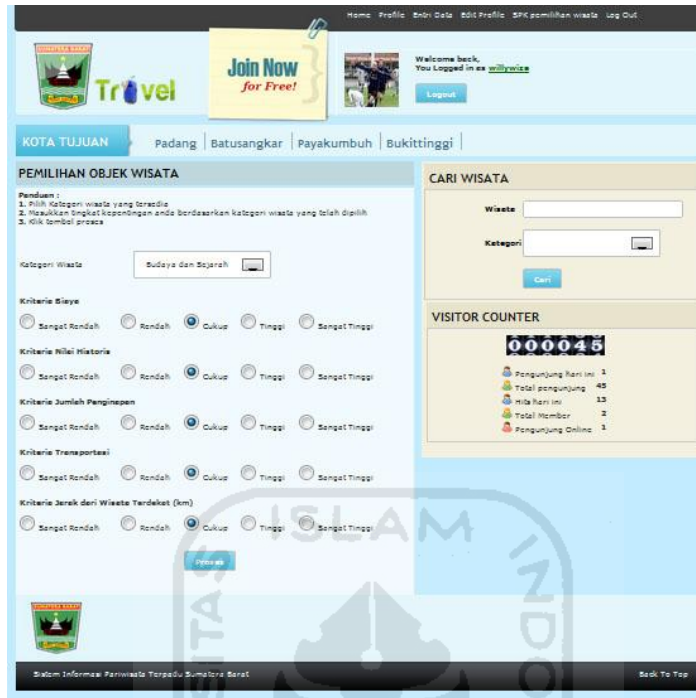 Home Profile Entri Data Edit Profile SPK pemilihan wisata Log Out
SUMATERA BARAT
Travel
Join Now
for Free!
Welcome back,
You Logged in as willywiza
Logout
KOTA TUJUAN
Padang Batusangkar Payakumbuh Bukittinggi
PEMILIHAN OBJEK WISATA
Panduan :
1. Pilih Kategori wisata yang tersedia
2. Masukkan tingkat kepentingan anda berdasarkan kategori wisata yang telah dipilih
3. Klik tombol proses
Kategori Wisata Budaya dan Sejarah
Kriteria Biaya
Sangat Rendah Rendah Cukup Tinggi Sangat Tinggi
Kriteria Nilai Historis
Sangat Rendah Rendah Cukup Tinggi Sangat Tinggi
Kriteria Jumlah Penginapan
Sangat Rendah Rendah Cukup Tinggi Sangat Tinggi
Kriteria Transportasi
Sangat Rendah Rendah Cukup Tinggi Sangat Tinggi
Kriteria Jarak dari Wisata Terdekat (km)
Sangat Rendah Rendah Cukup Tinggi Sangat Tinggi
Proses
CARI WISATA
Wisata
Kategori
Cari
VISITOR COUNTER
000045
Pengunjung hari ini 1
Total pengunjung 45
Hits hari ini 13
Total Member 2
Pengunjung Online 1
ISLAM
SITAS
INDO
SUMATERA BARAT
Sistem Informasi Pariwisata Terpadu Sumatera Barat
Back To Top